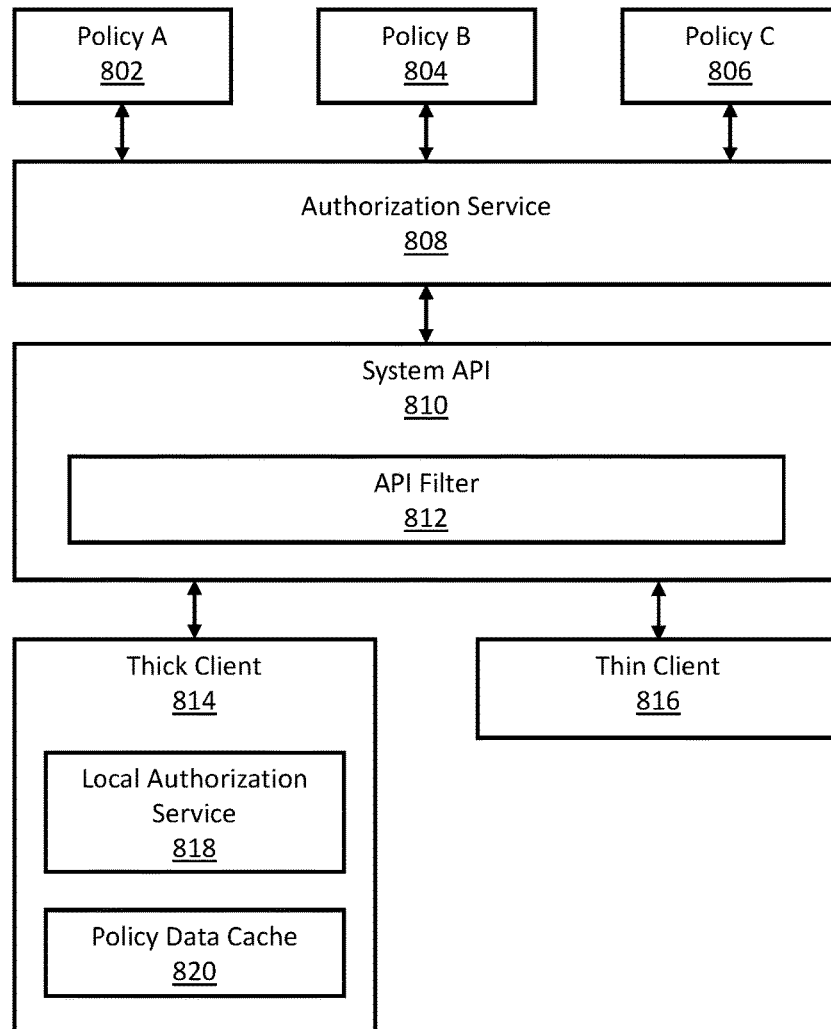 Policy A
802
Policy B
804
Policy C
806
Authorization Service
808
System API
810
API Filter
812
Thick Client
814
Thin Client
816
Local Authorization
Service
818
Policy Data Cache
820